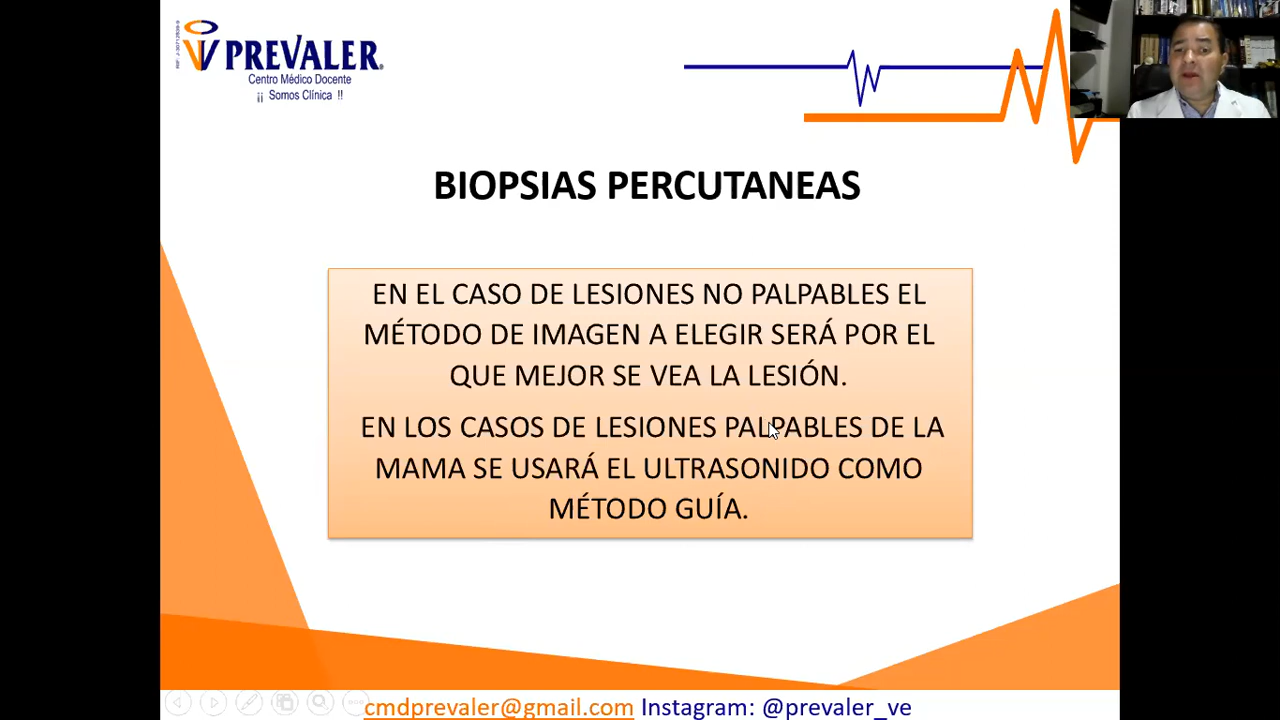 PREVALER
Centro Médico Docente
¡¡ Somos Clínica !!
BIOPSIAS PERCUTANEAS
EN EL CASO DE LESIONES NO PALPABLES EL
MÉTODO DE IMAGEN A ELEGIR SERÁ POR EL
QUE MEJOR SE VEA LA LESIÓN.
EN LOS CASOS DE LESIONES PALPABLES DE LA
MAMA SE USARÁ EL ULTRASONIDO COMO
MÉTODO GUÍA.
cmdprevaler@gmail.com Instagram: @prevaler_ve